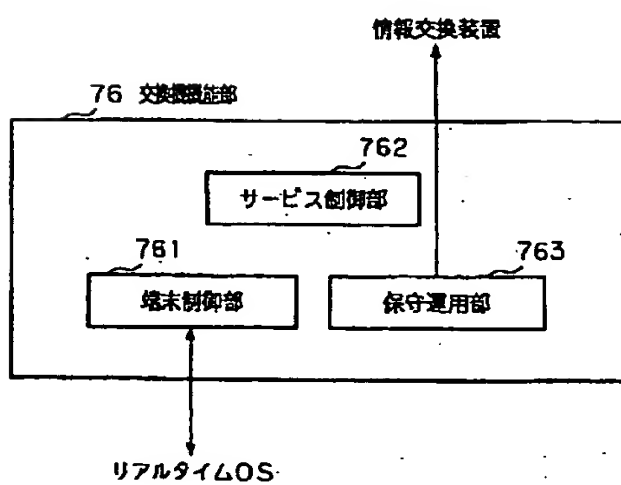 情報交換装置
76 交換機機能部
762
サービス制御部
761
端末制御部
763
保守運用部
リアルタイムOS